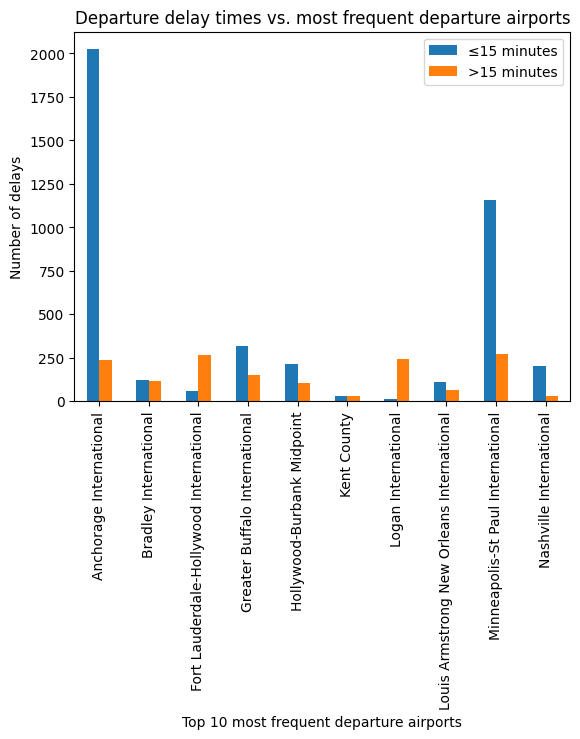 Departure delay times vs. most frequent departure airports
≤15 minutes
>15 minutes
Number of delays
2000
1750
1500
1250
1000
750
500
250
0
Anchorage International
Bradley International
Fort Lauderdale-Hollywood International
Greater Buffalo International
Hollywood-Burbank Midpoint
Kent County
Logan International
Louis Armstrong New Orleans International
Minneapolis-St Paul International
Nashville International
Top 10 most frequent departure airports